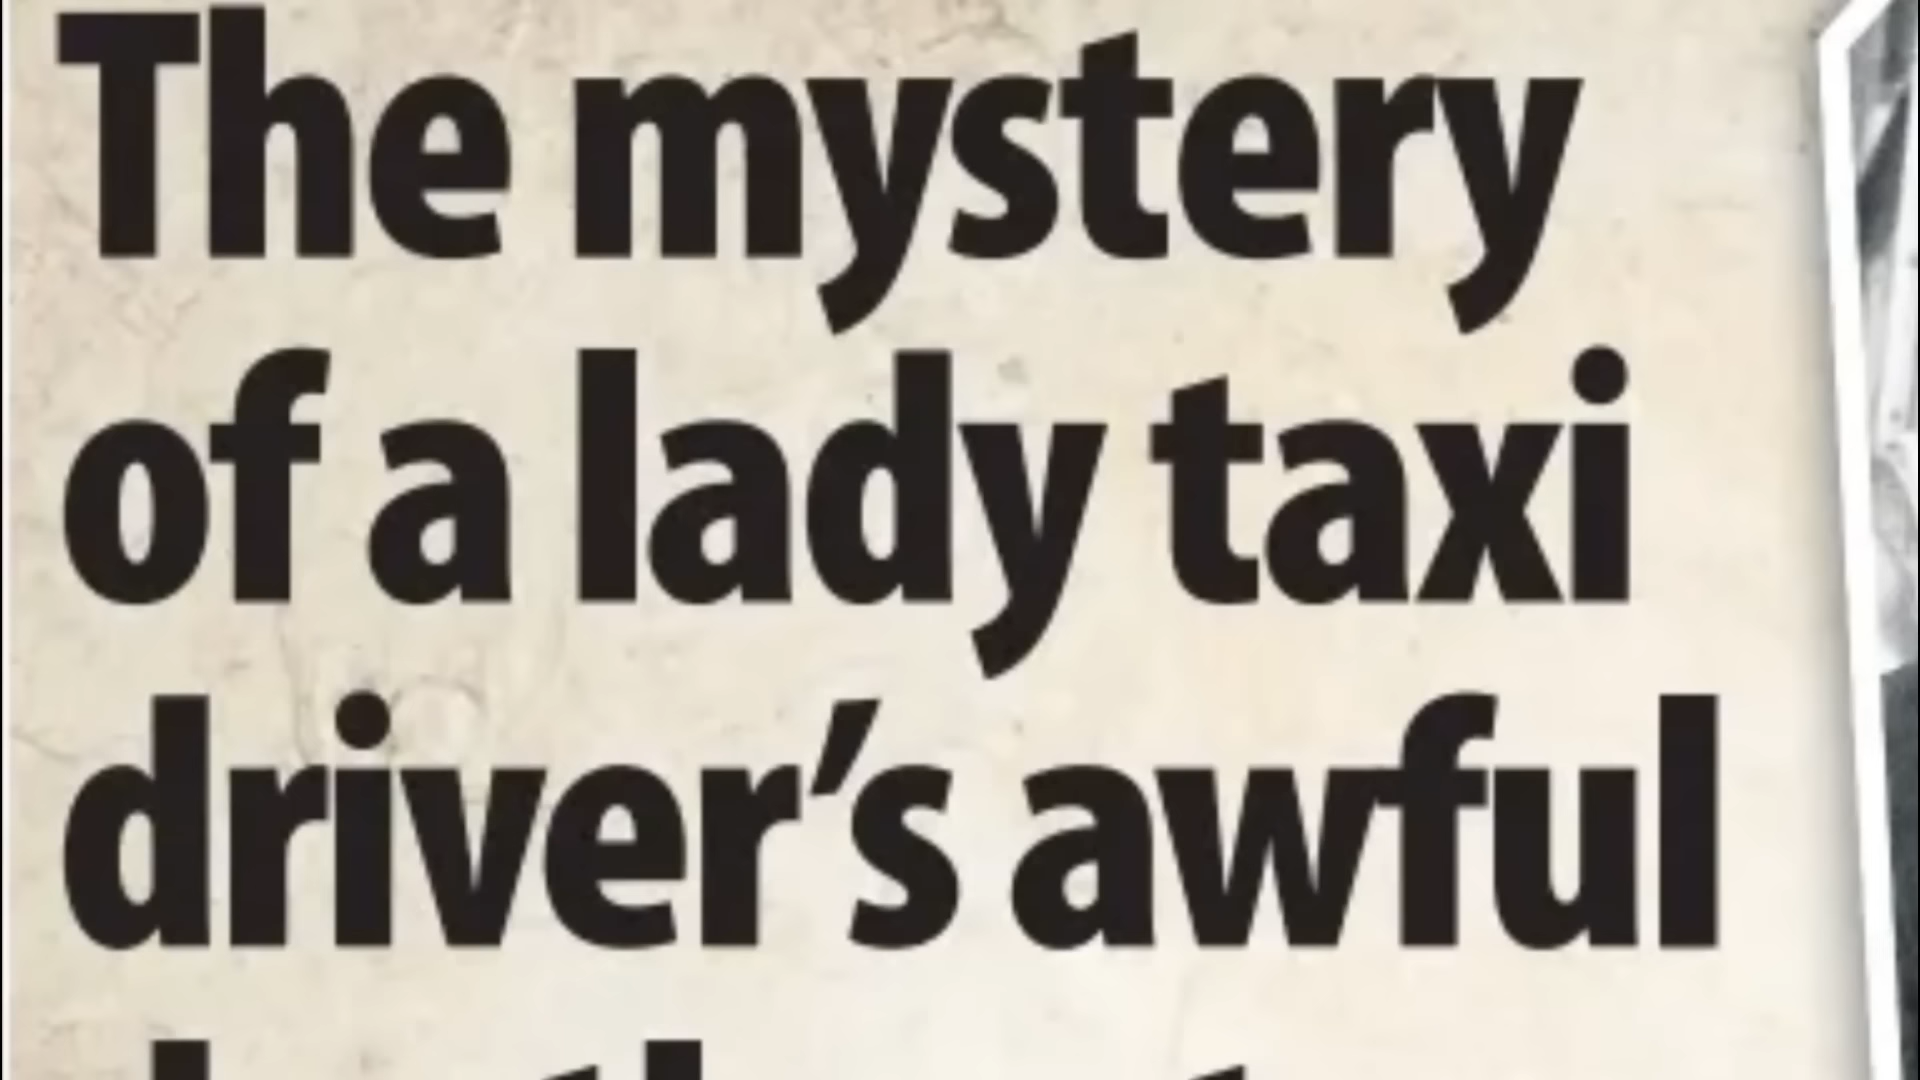 The mystery
of a lady taxi
driver’s awful